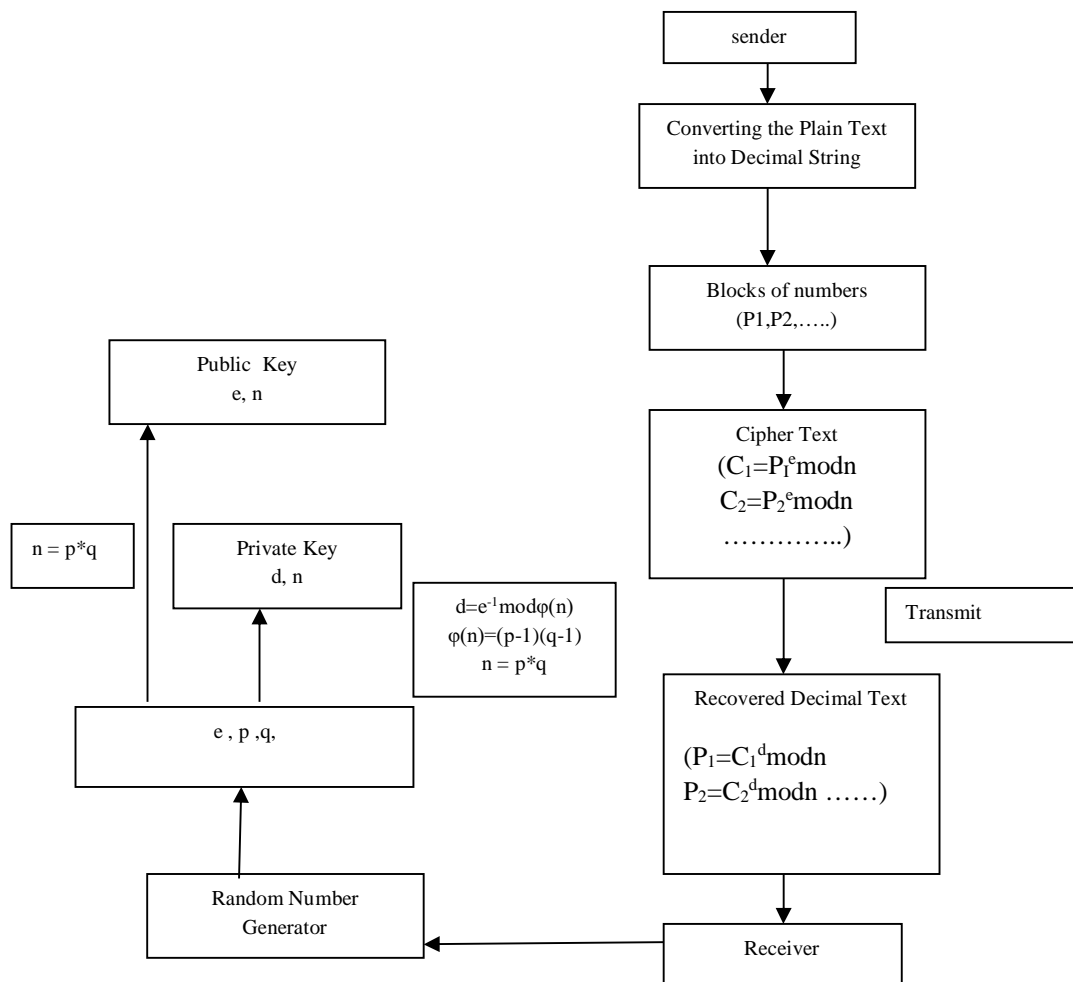 sender
Converting the Plain Text
into Decimal String
Blocks of numbers
(P1,P2,…..)
Public Key
e, n
Cipher Text
(C₁=P_Iᵉmodn
C₂=P₂ᵉmodn
…………..)
n = p*q
Private Key
d, n
d=e⁻¹modφ(n)
φ(n)=(p-1)(q-1)
n = p*q
Transmit
Recovered Decimal Text
(P₁=C₁ᵈmodn
P₂=C₂ᵈmodn ……)
e , p ,q,
Random Number
Generator
Receiver